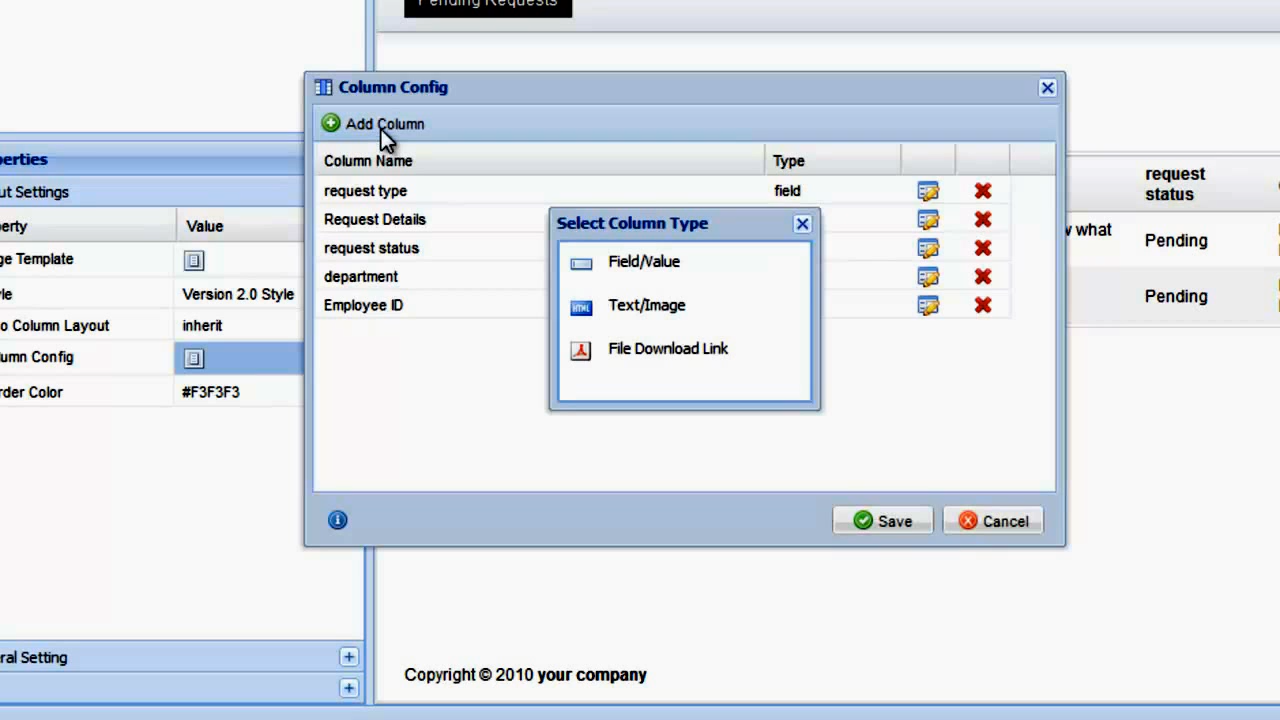 Pending Requests
Column Config
Add Column
Column Name Type
request type field
Request Details
request status
department
Employee ID
Select Column Type
Field/Value
HTML Text/Image
File Download Link
Save Cancel
erties
ut Settings
erty Value
ge Template
le Version 2.0 Style
o Column Layout inherit
umn Config
rder Color #F3F3F3
ral Setting
request
status
w what
Pending
Pending
Copyright © 2010 your company